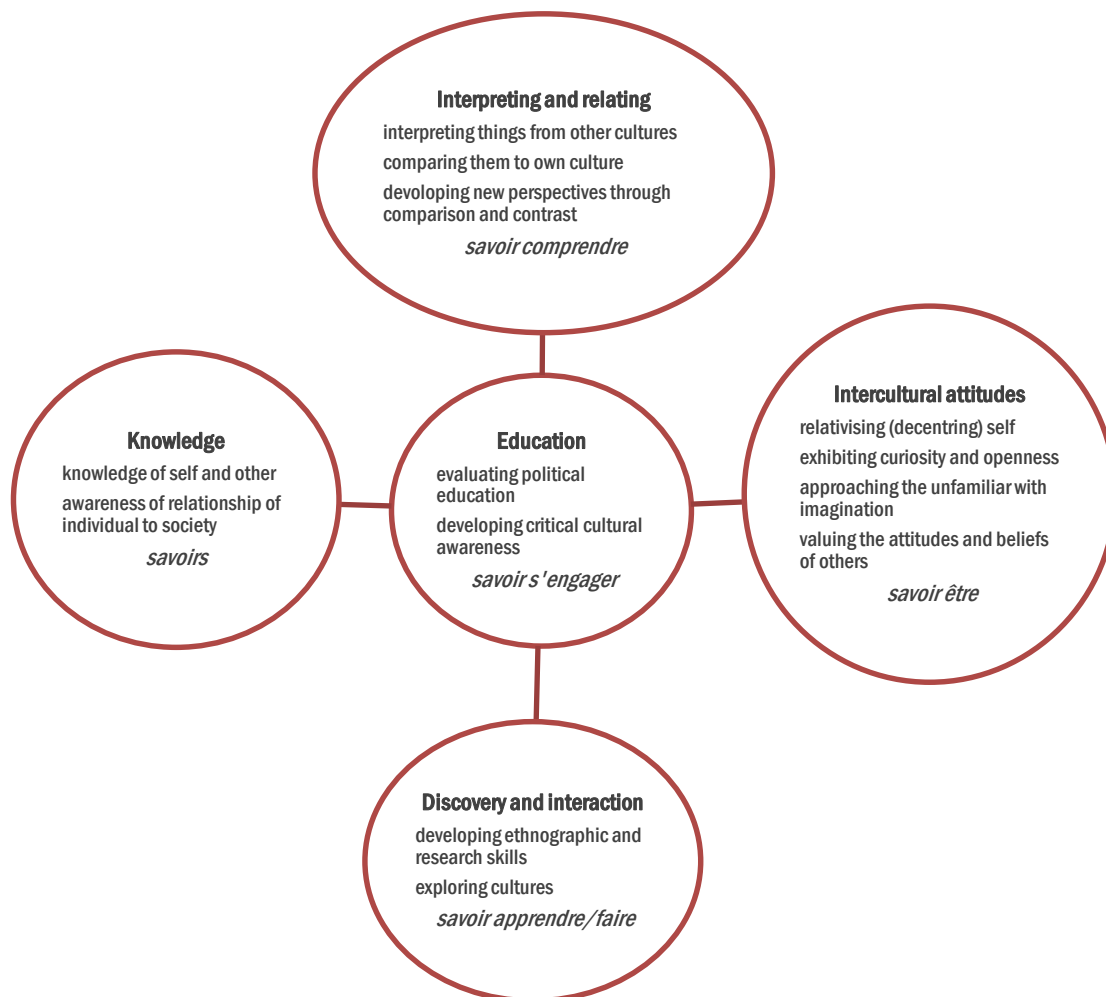 Interpreting and relating
interpreting things from other cultures
comparing them to own culture
devoloping new perspectives through
comparison and contrast
savoir comprendre
Knowledge
knowledge of self and other
awareness of relationship of
individual to society
savoirs
Education
evaluating political
education
developing critical cultural
awareness
savoir s'engager
Intercultural attitudes
relativising (decentring) self
exhibiting curiosity and openness
approaching the unfamiliar with
imagination
valuing the attitudes and beliefs
of others
savoir être
Discovery and interaction
developing ethnographic and
research skills
exploring cultures
savoir apprendre/faire